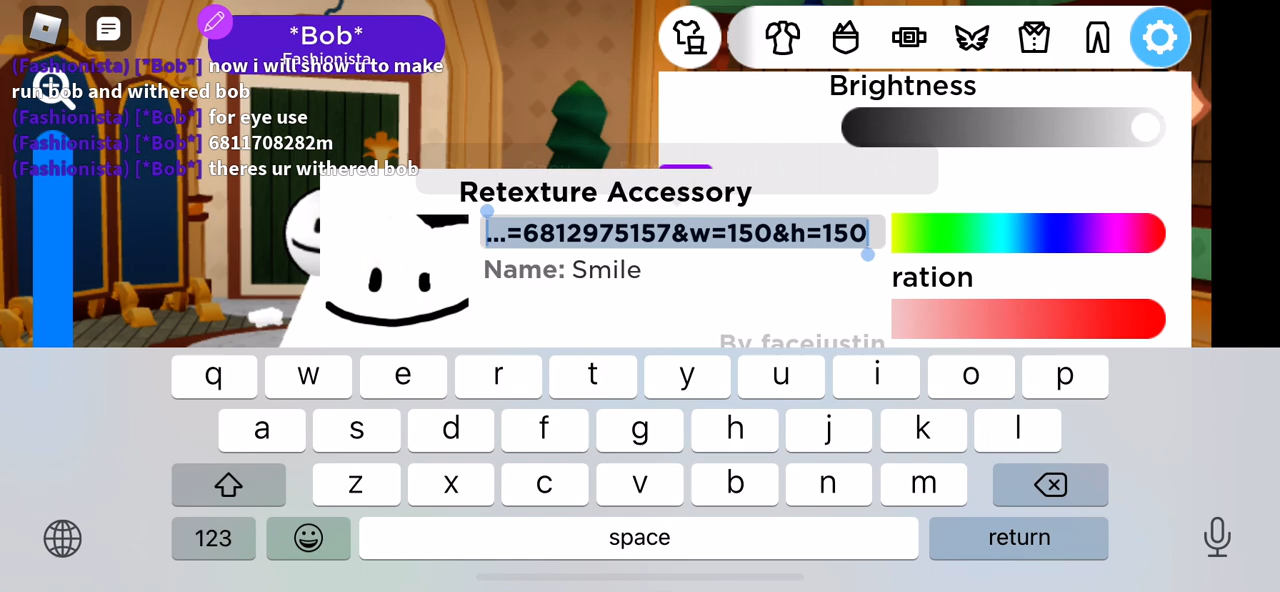 *Bob*
Fashionista
(Fashionista) [*Bob*] now i will show u to make
run bob and withered bob
(Fashionista) [*Bob*] for eye use
(Fashionista) [*Bob*] 6811708282m
(Fashionista) [*Bob*] theres ur withered bob
Brightness
Retexture Accessory
...=6812975157&w=150&h=150
Name: Smile
ration
By facejustin
q w e r t y u i o p
a s d f g h j k l
z x c v b n m
123 space return